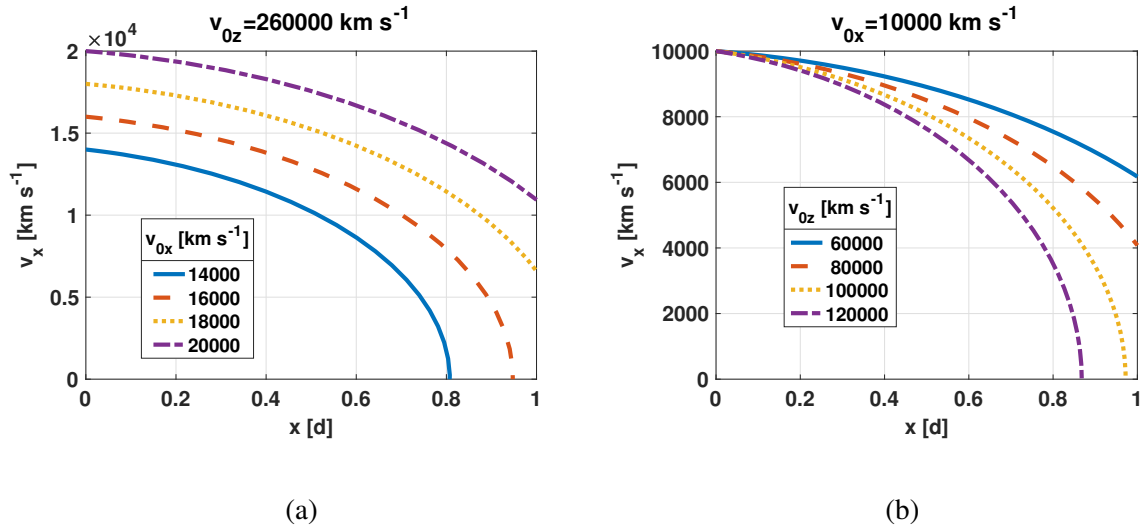 v0z=260000 km s-1
×10^4
2
1.5
1
0.5
0
vx [km s-1]
v0x [km s-1]
14000
16000
18000
20000
0 0.2 0.4 0.6 0.8 1
x [d]
(a)
v0x=10000 km s-1
10000
8000
6000
4000
2000
0
vx [km s-1]
v0z [km s-1]
60000
80000
100000
120000
0 0.2 0.4 0.6 0.8 1
x [d]
(b)